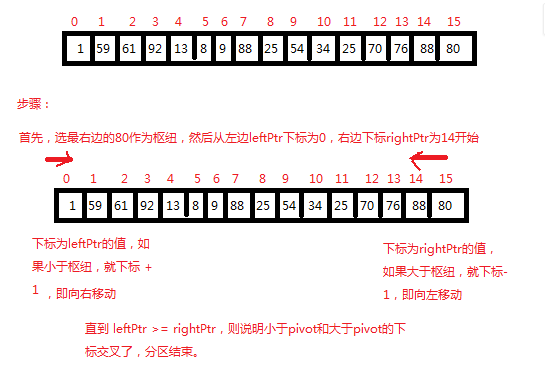 0 1 2 3 4 5 6 7 8 9 10 11 12 13 14 15
1 59 61 92 13 8 9 88 25 54 34 25 70 76 88 80
步骤：
首先，选最右边的80作为枢纽，然后从左边leftPtr下标为0，右边下标rightPtr为14开始
0 1 2 3 4 5 6 7 8 9 10 11 12 13 14 15
1 59 61 92 13 8 9 88 25 54 34 25 70 76 88 80
下标为leftPtr的值，如
果小于枢纽，就下标 +
1 ，即向右移动
下标为rightPtr的值，
如果大于枢纽，就下标-
1，即向左移动
直到 leftPtr >= rightPtr，则说明小于pivot和大于pivot的下
标交叉了，分区结束。